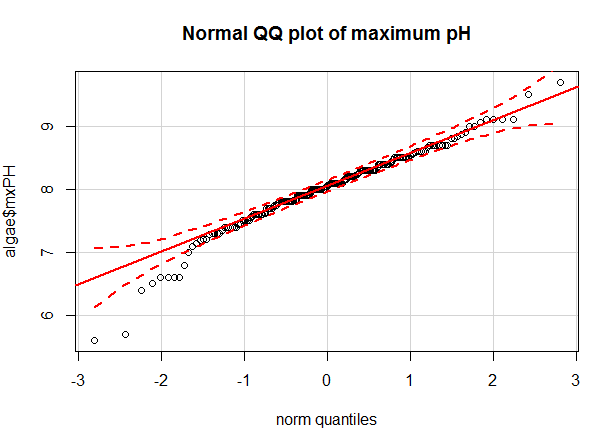 Normal QQ plot of maximum pH
algae$mxPH
9
8
7
6
-3 -2 -1 0 1 2 3
norm quantiles